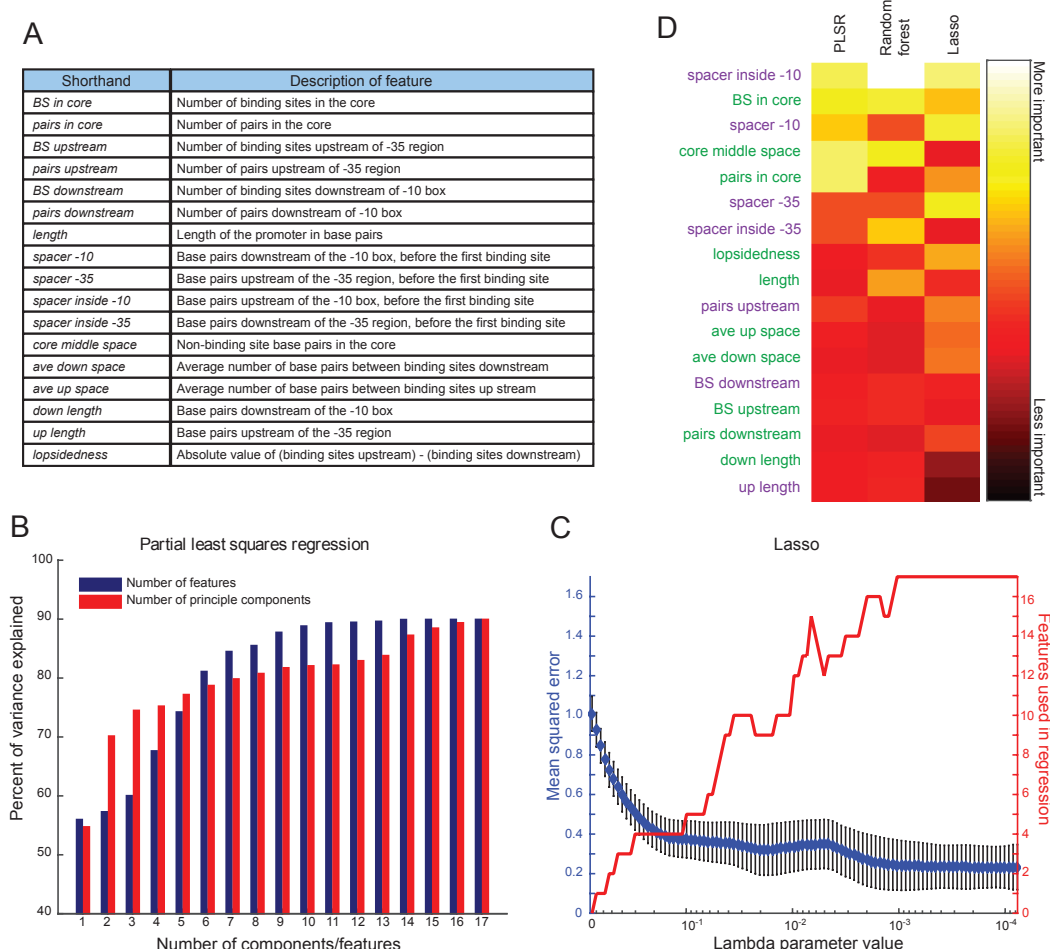 A
Shorthand Description of feature
BS in core Number of binding sites in the core
pairs in core Number of pairs in the core
BS upstream Number of binding sites upstream of -35 region
pairs upstream Number of pairs upstream of -35 region
BS downstream Number of binding sites downstream of -10 box
pairs downstream Number of pairs downstream of -10 box
length Length of the promoter in base pairs
spacer -10 Base pairs downstream of the -10 box, before the first binding site
spacer -35 Base pairs upstream of the -35 region, before the first binding site
spacer inside -10 Base pairs upstream of the -10 box, before the first binding site
spacer inside -35 Base pairs downstream of the -35 region, before the first binding site
core middle space Non-binding site base pairs in the core
ave down space Average number of base pairs between binding sites downstream
ave up space Average number of base pairs between binding sites up stream
down length Base pairs downstream of the -10 box
up length Base pairs upstream of the -35 region
lopsidedness Absolute value of (binding sites upstream) - (binding sites downstream)
D
PLSR
Random
forest
Lasso
spacer inside -10
BS in core
spacer -10
core middle space
pairs in core
spacer -35
spacer inside -35
lopsidedness
length
pairs upstream
ave up space
ave down space
BS downstream
BS upstream
pairs downstream
down length
up length
More important
Less important
B
Partial least squares regression
Number of features
Number of principle components
Percent of variance explained
100
90
80
70
60
50
40
1 2 3 4 5 6 7 8 9 10 11 12 13 14 15 16 17
Number of components/features
C
Lasso
Mean squared error
1.6
1.4
1.2
1.0
0.8
0.6
0.4
0.2
0
Features used in regression
16
14
12
10
8
6
4
2
0
0 10-1 10-2 10-3 10-4
Lambda parameter value